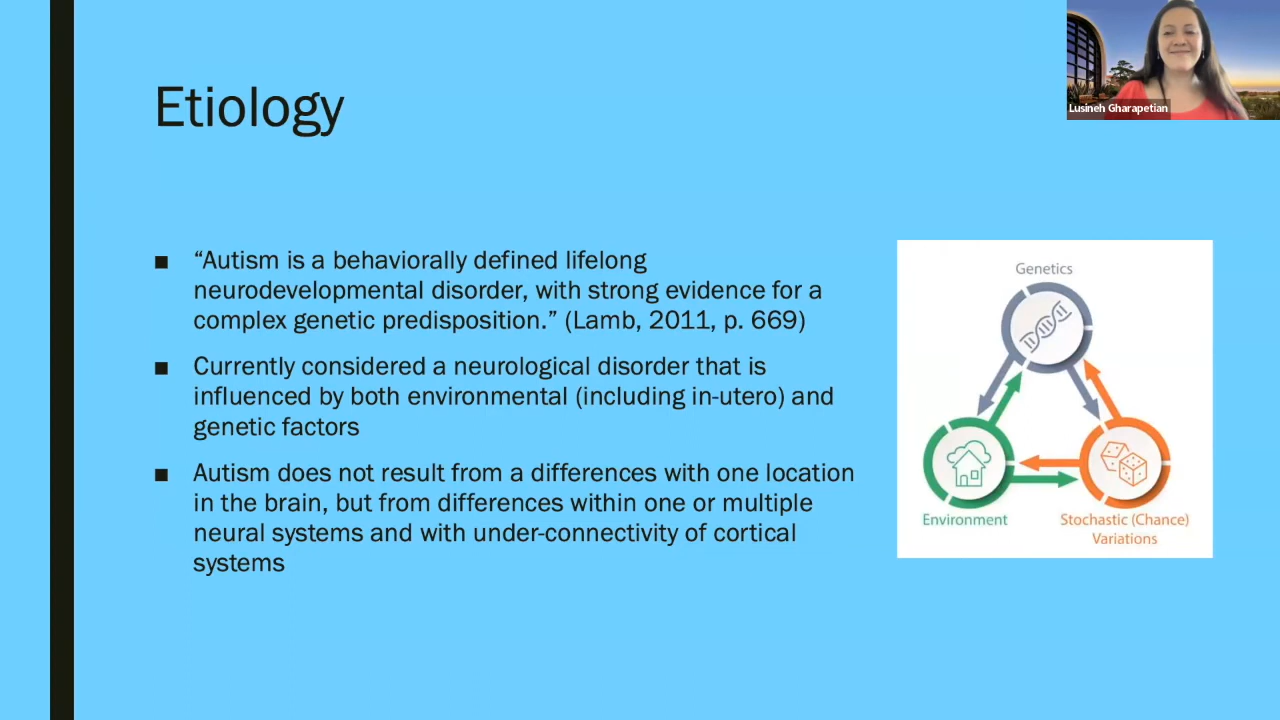 Etiology
Lusineh Gharapetian
■ “Autism is a behaviorally defined lifelong
neurodevelopmental disorder, with strong evidence for a
complex genetic predisposition.” (Lamb, 2011, p. 669)
■ Currently considered a neurological disorder that is
influenced by both environmental (including in-utero) and
genetic factors
■ Autism does not result from a differences with one location
in the brain, but from differences within one or multiple
neural systems and with under-connectivity of cortical
systems
Genetics
Environment
Stochastic (Chance)
Variations